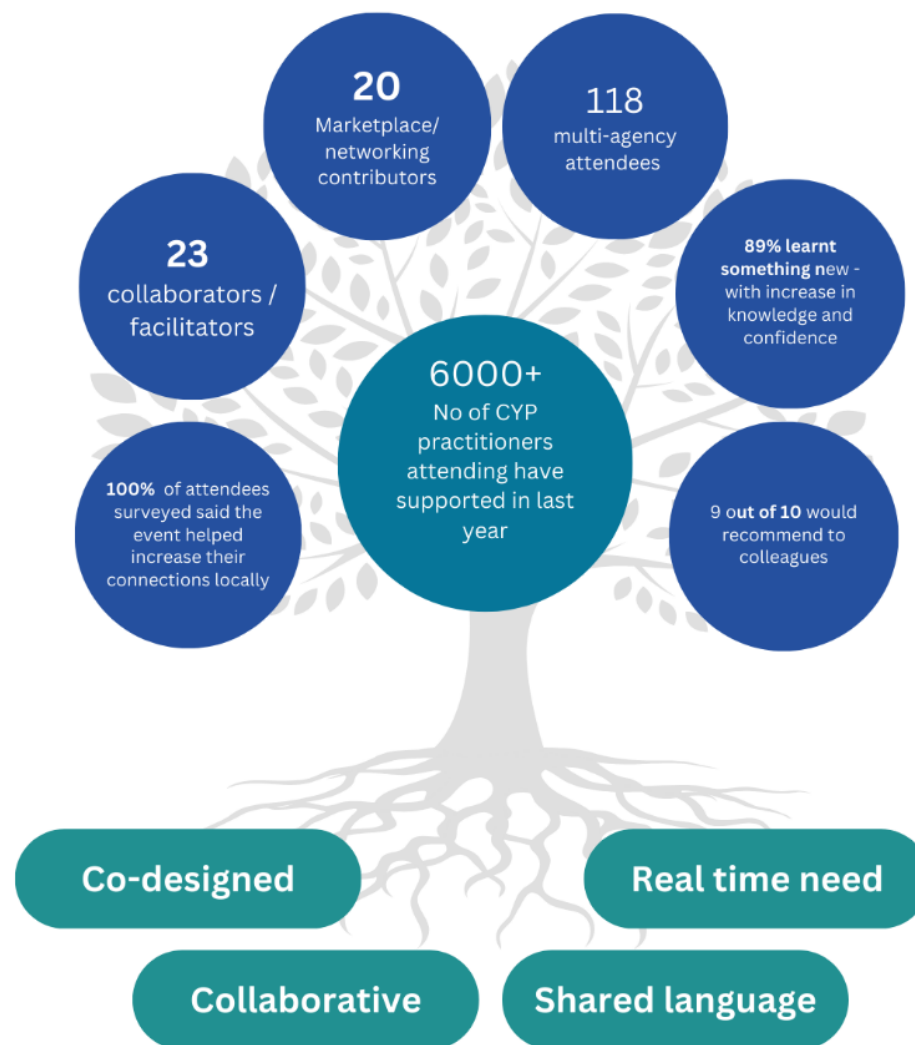 20
Marketplace/
networking
contributors
118
multi-agency
attendees
23
collaborators /
facilitators
89% learnt
something new -
with increase in
knowledge and
confidence
6000+
No of CYP
practitioners
attending have
supported in last
year
100% of attendees
surveyed said the
event helped
increase their
connections locally
9 out of 10 would
recommend to
colleagues
Co-designed
Real time need
Collaborative
Shared language